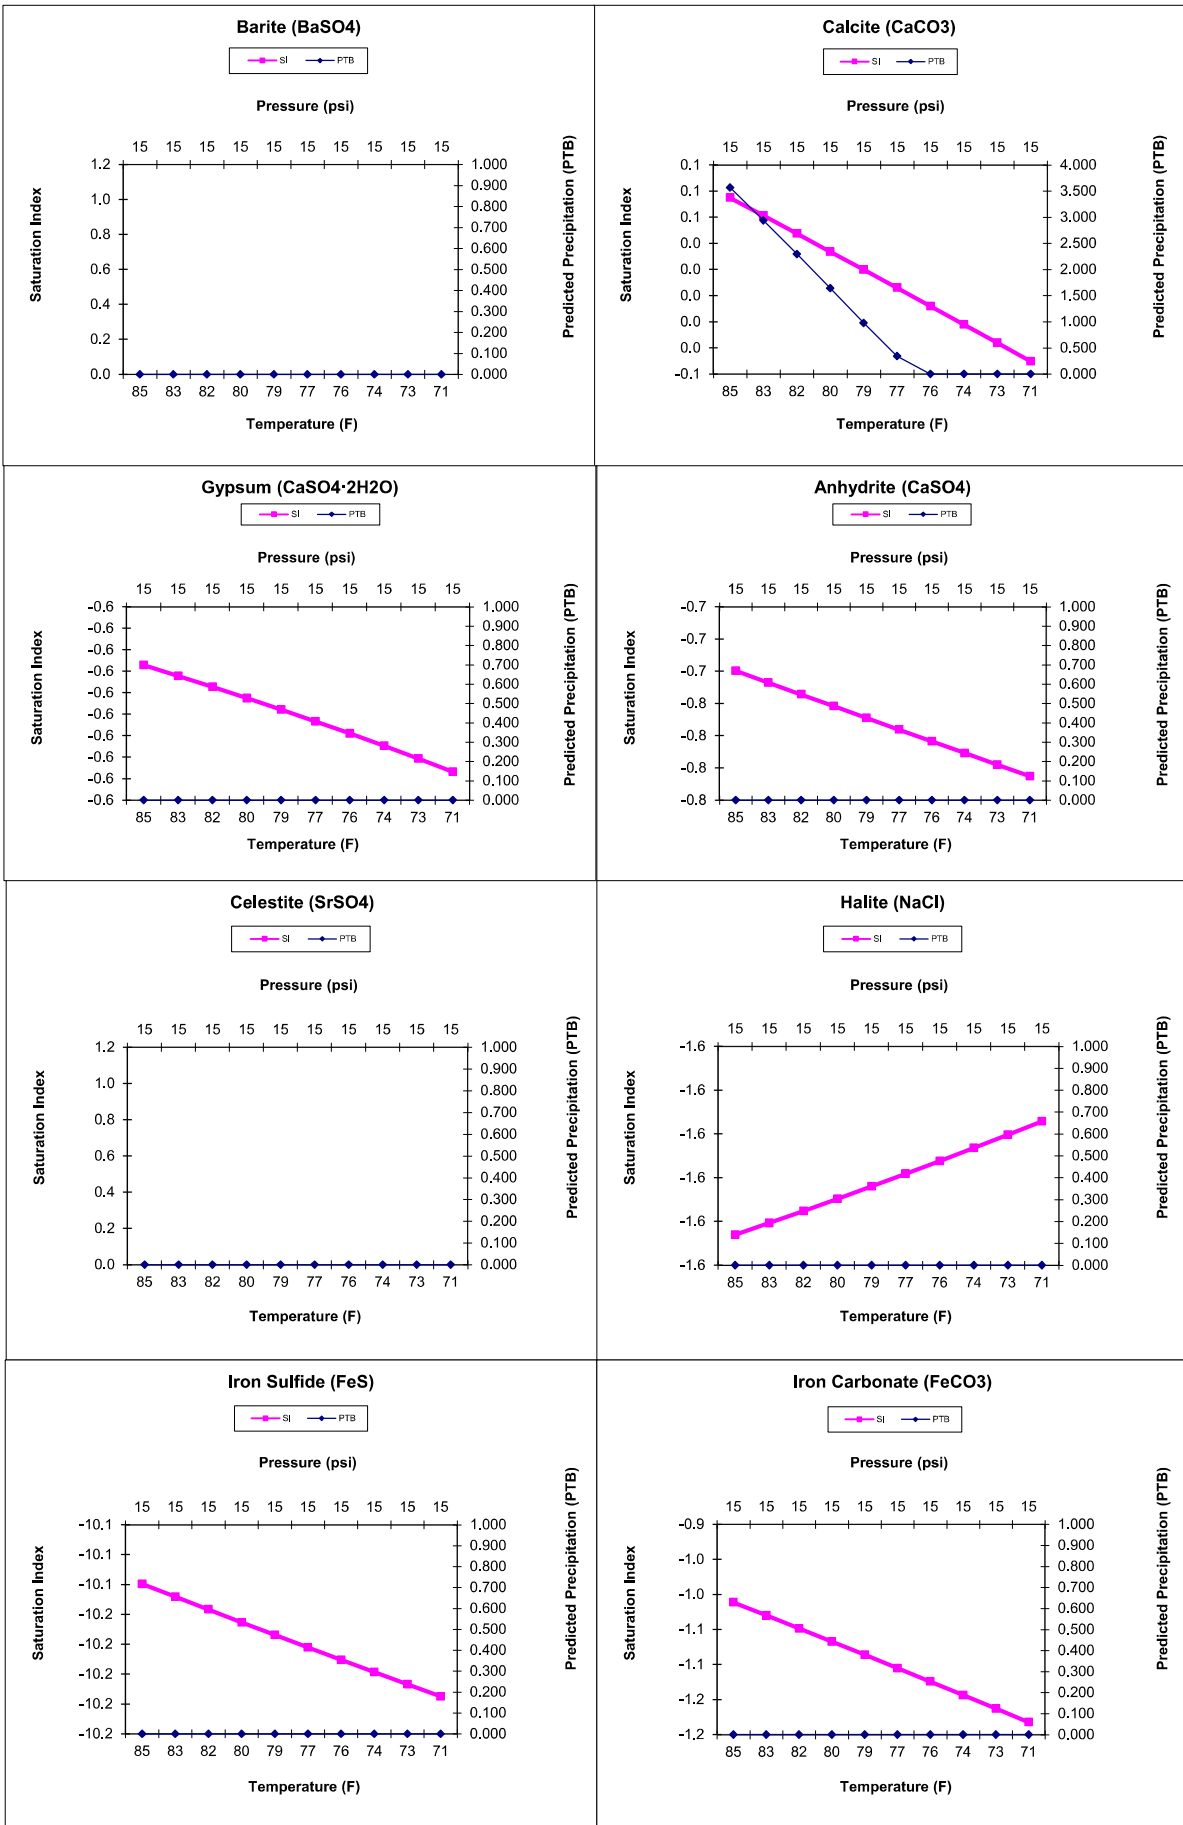 Barite (BaSO4)
SI PTB
Pressure (psi)
15 15 15 15 15 15 15 15 15 15
Saturation Index
1.2
1.0
0.8
0.6
0.4
0.2
0.0
1.000
0.900
0.800
0.700
0.600
0.500
0.400
0.300
0.200
0.100
0.000
Predicted Precipitation (PTB)
85 83 82 80 79 77 76 74 73 71
Temperature (F)
Calcite (CaCO3)
SI PTB
Pressure (psi)
15 15 15 15 15 15 15 15 15 15
Saturation Index
0.1
0.1
0.1
0.0
0.0
0.0
0.0
0.0
-0.1
4.000
3.500
3.000
2.500
2.000
1.500
1.000
0.500
0.000
Predicted Precipitation (PTB)
85 83 82 80 79 77 76 74 73 71
Temperature (F)
Gypsum (CaSO4·2H2O)
SI PTB
Pressure (psi)
15 15 15 15 15 15 15 15 15 15
Saturation Index
-0.6
-0.6
-0.6
-0.6
-0.6
-0.6
-0.6
-0.6
-0.6
-0.6
1.000
0.900
0.800
0.700
0.600
0.500
0.400
0.300
0.200
0.100
0.000
Predicted Precipitation (PTB)
85 83 82 80 79 77 76 74 73 71
Temperature (F)
Anhydrite (CaSO4)
SI PTB
Pressure (psi)
15 15 15 15 15 15 15 15 15 15
Saturation Index
-0.7
-0.7
-0.7
-0.8
-0.8
-0.8
-0.8
1.000
0.900
0.800
0.700
0.600
0.500
0.400
0.300
0.200
0.100
0.000
Predicted Precipitation (PTB)
85 83 82 80 79 77 76 74 73 71
Temperature (F)
Celestite (SrSO4)
SI PTB
Pressure (psi)
15 15 15 15 15 15 15 15 15 15
Saturation Index
1.2
1.0
0.8
0.6
0.4
0.2
0.0
1.000
0.900
0.800
0.700
0.600
0.500
0.400
0.300
0.200
0.100
0.000
Predicted Precipitation (PTB)
85 83 82 80 79 77 76 74 73 71
Temperature (F)
Halite (NaCl)
SI PTB
Pressure (psi)
15 15 15 15 15 15 15 15 15 15
Saturation Index
-1.6
-1.6
-1.6
-1.6
-1.6
-1.6
1.000
0.900
0.800
0.700
0.600
0.500
0.400
0.300
0.200
0.100
0.000
Predicted Precipitation (PTB)
85 83 82 80 79 77 76 74 73 71
Temperature (F)
Iron Sulfide (FeS)
SI PTB
Pressure (psi)
15 15 15 15 15 15 15 15 15 15
Saturation Index
-10.1
-10.1
-10.1
-10.2
-10.2
-10.2
-10.2
-10.2
1.000
0.900
0.800
0.700
0.600
0.500
0.400
0.300
0.200
0.100
0.000
Predicted Precipitation (PTB)
85 83 82 80 79 77 76 74 73 71
Temperature (F)
Iron Carbonate (FeCO3)
SI PTB
Pressure (psi)
15 15 15 15 15 15 15 15 15 15
Saturation Index
-0.9
-1.0
-1.0
-1.1
-1.1
-1.2
-1.2
1.000
0.900
0.800
0.700
0.600
0.500
0.400
0.300
0.200
0.100
0.000
Predicted Precipitation (PTB)
85 83 82 80 79 77 76 74 73 71
Temperature (F)